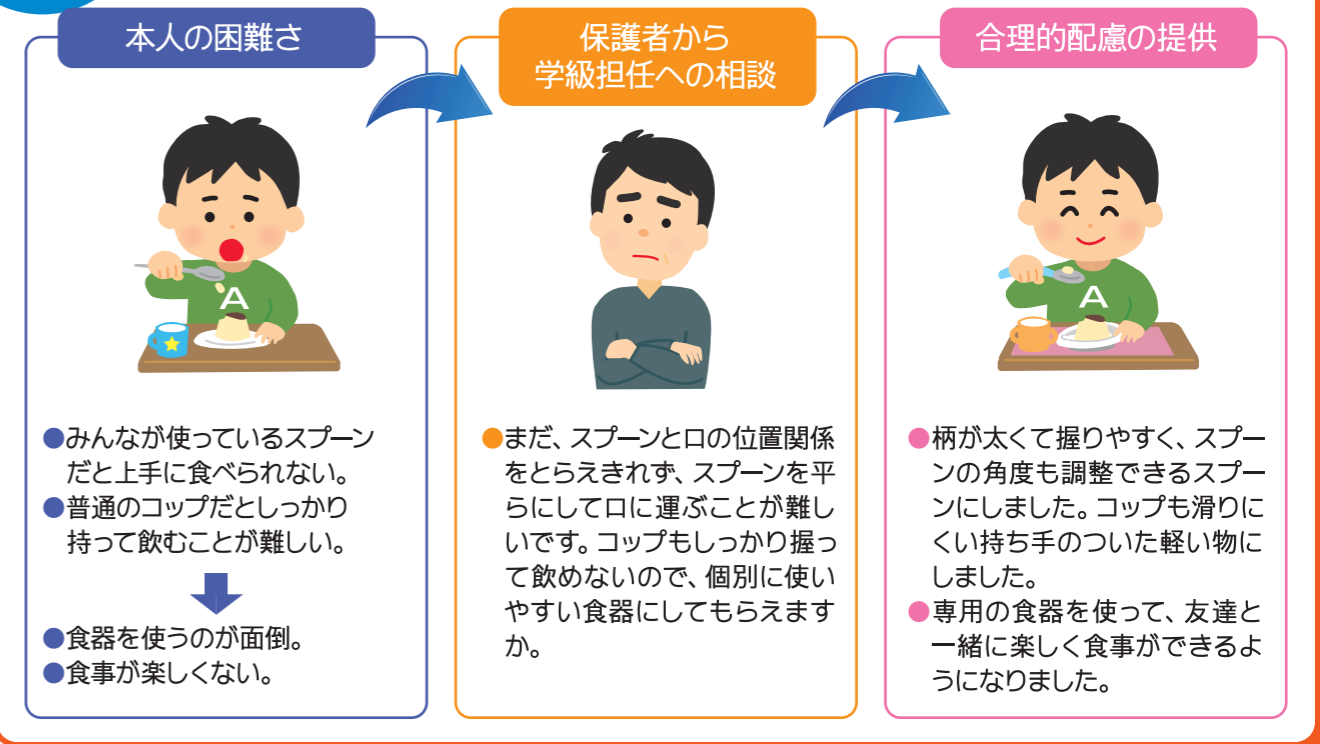 本人の困難さ
A
●みんなが使っているスプーン
だと上手に食べられない。
●普通のコップだとしっかり
持って飲むことが難しい。
●食器を使うのが面倒。
●食事が楽しくない。
保護者から
学級担任への相談
●まだ、スプーンと口の位置関係
をとらえきれず、スプーンを平
らにして口に運ぶことが難し
いです。コップもしっかり握っ
て飲めないので、個別に使い
やすい食器にしてもらえます
か。
合理的配慮の提供
A
●柄が太くて握りやすく、スプー
ンの角度も調整できるスプー
ンにしました。コップも滑りに
くい持ち手のついた軽い物に
しました。
●専用の食器を使って、友達と
一緒に楽しく食事ができるよ
うになりました。